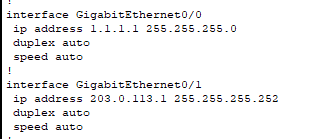 !
interface GigabitEthernet0/0
ip address 1.1.1.1 255.255.255.0
duplex auto
speed auto
!
interface GigabitEthernet0/1
ip address 203.0.113.1 255.255.255.252
duplex auto
speed auto
!